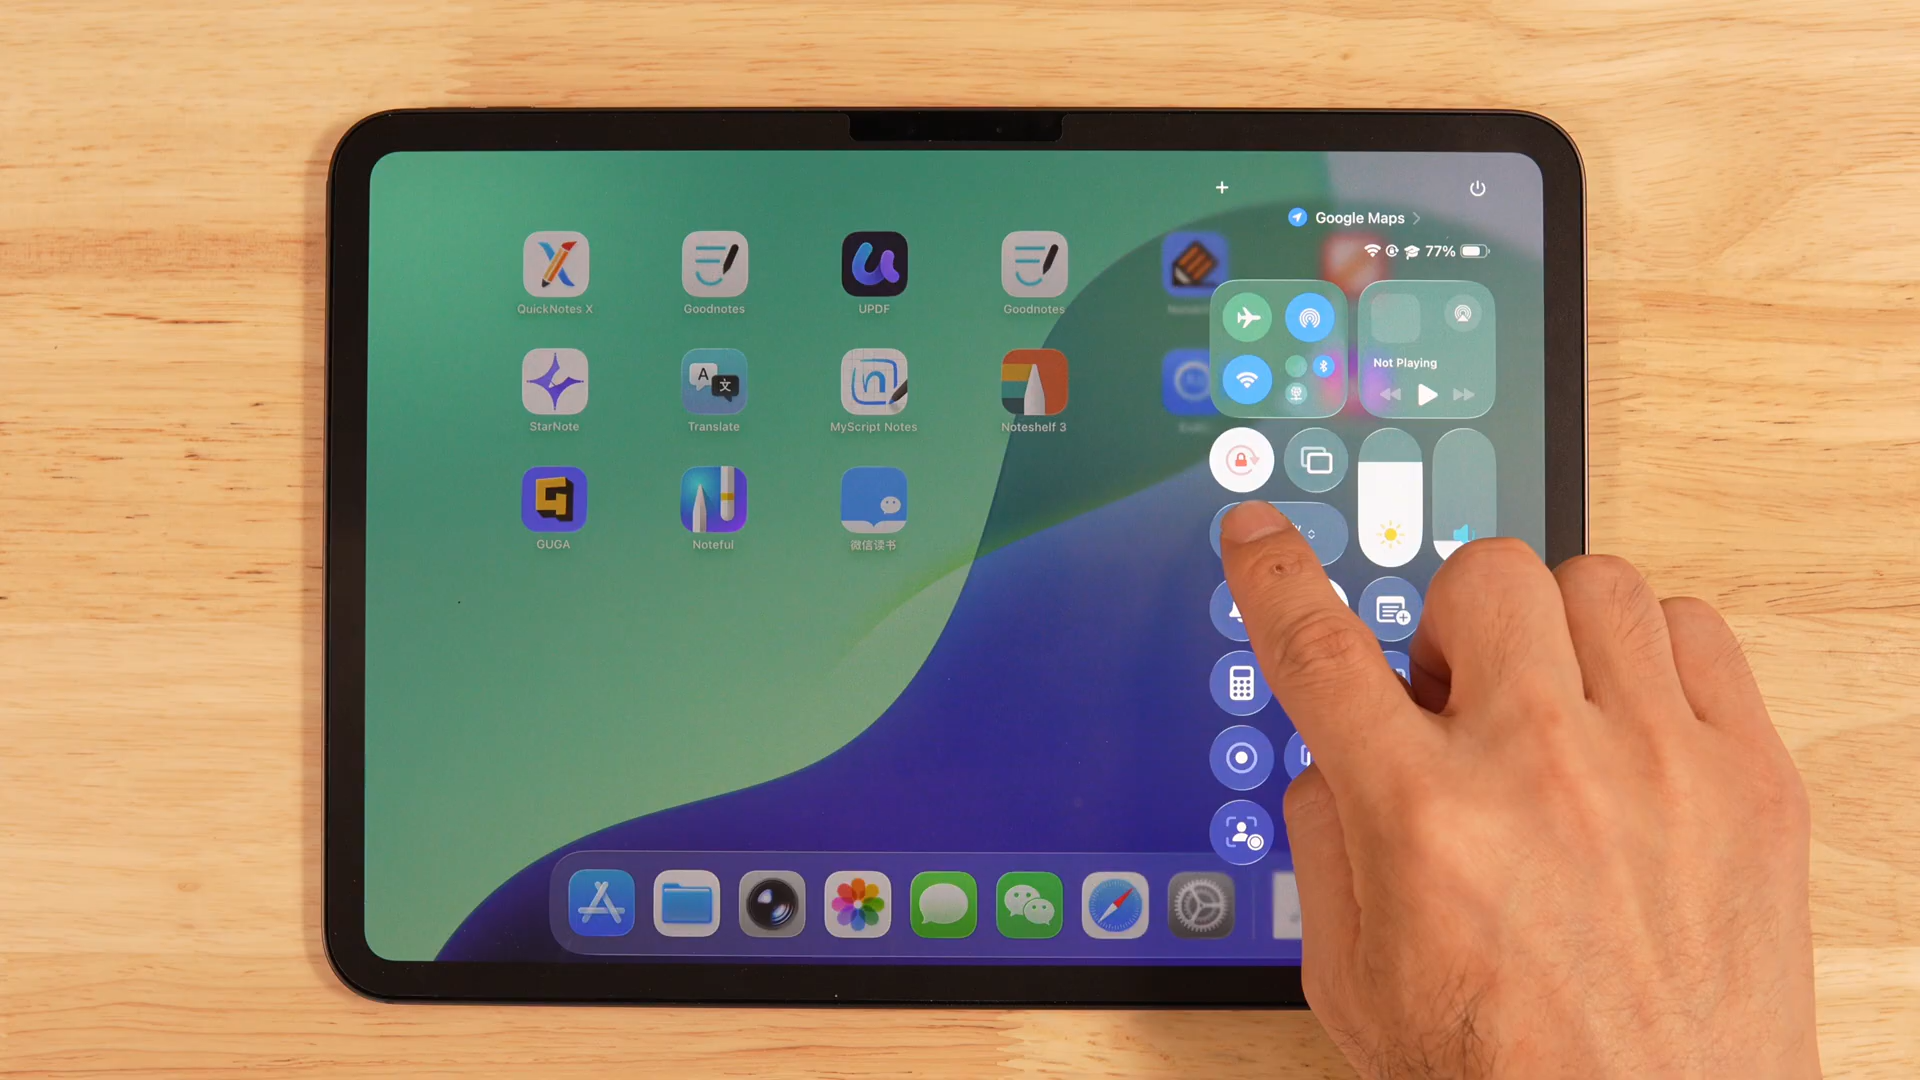 Google Maps
77%
QuickNotes X
Goodnotes
UPDF
Goodnotes
Not Playing
StarNote
Translate
MyScript Notes
Noteshelf 3
GUGA
Noteful
微信读书